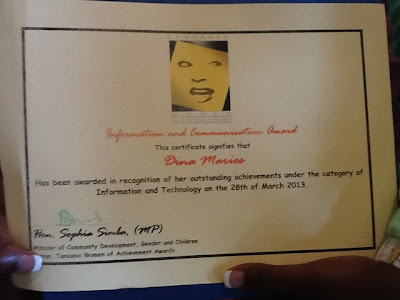 TANZANIA
WOMEN
Information and Communication Award
This certificate signifies that
Dina Marios
Has been awarded in recognition of her outstanding achievements under the category of
Information and Technology on the 28th of March 2013.
Hon. Sophia Simba, (MP)
Minister of Community Development, Gender and Children
Tanzania Women of Achievement Awards